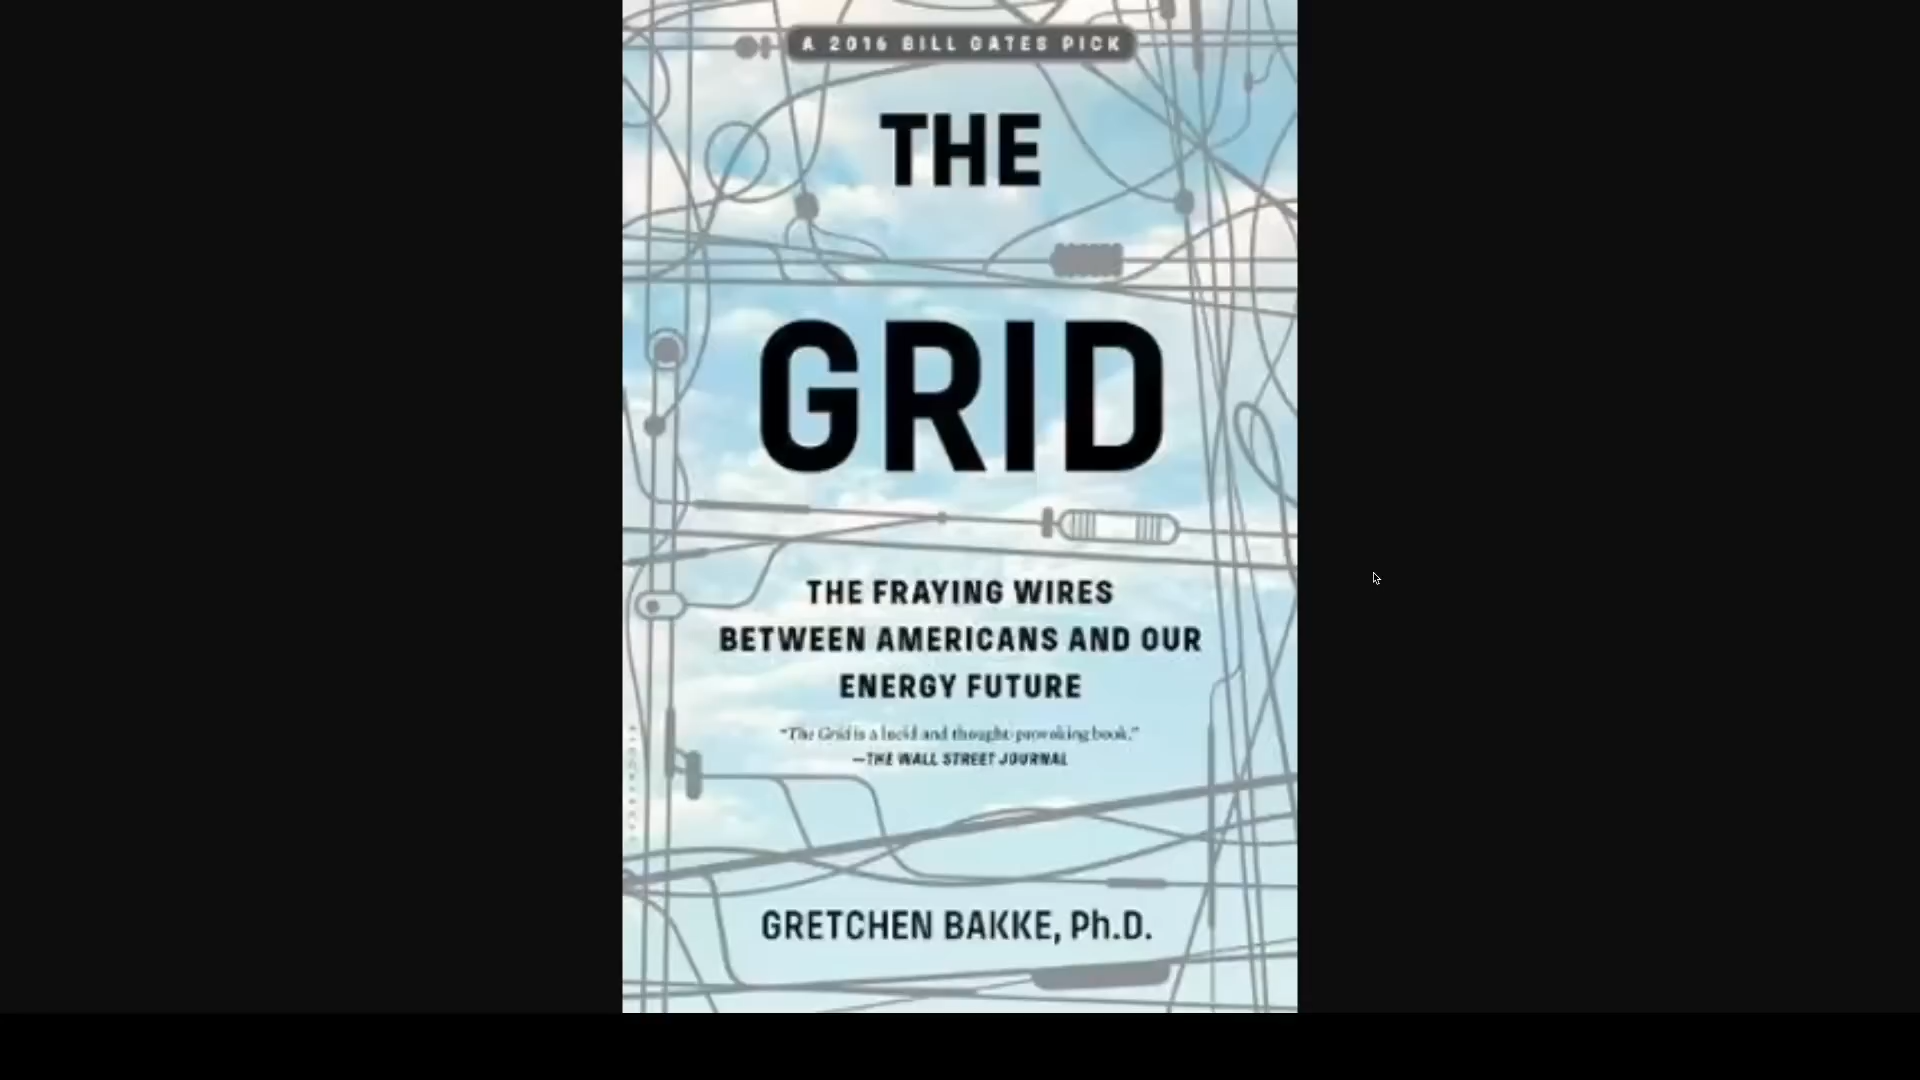 A 2016 BILL GATES PICK
THE
GRID
THE FRAYING WIRES
BETWEEN AMERICANS AND OUR
ENERGY FUTURE
“The Grid is a lucid and thought-provoking book.”
—THE WALL STREET JOURNAL
GRETCHEN BAKKE, Ph.D.